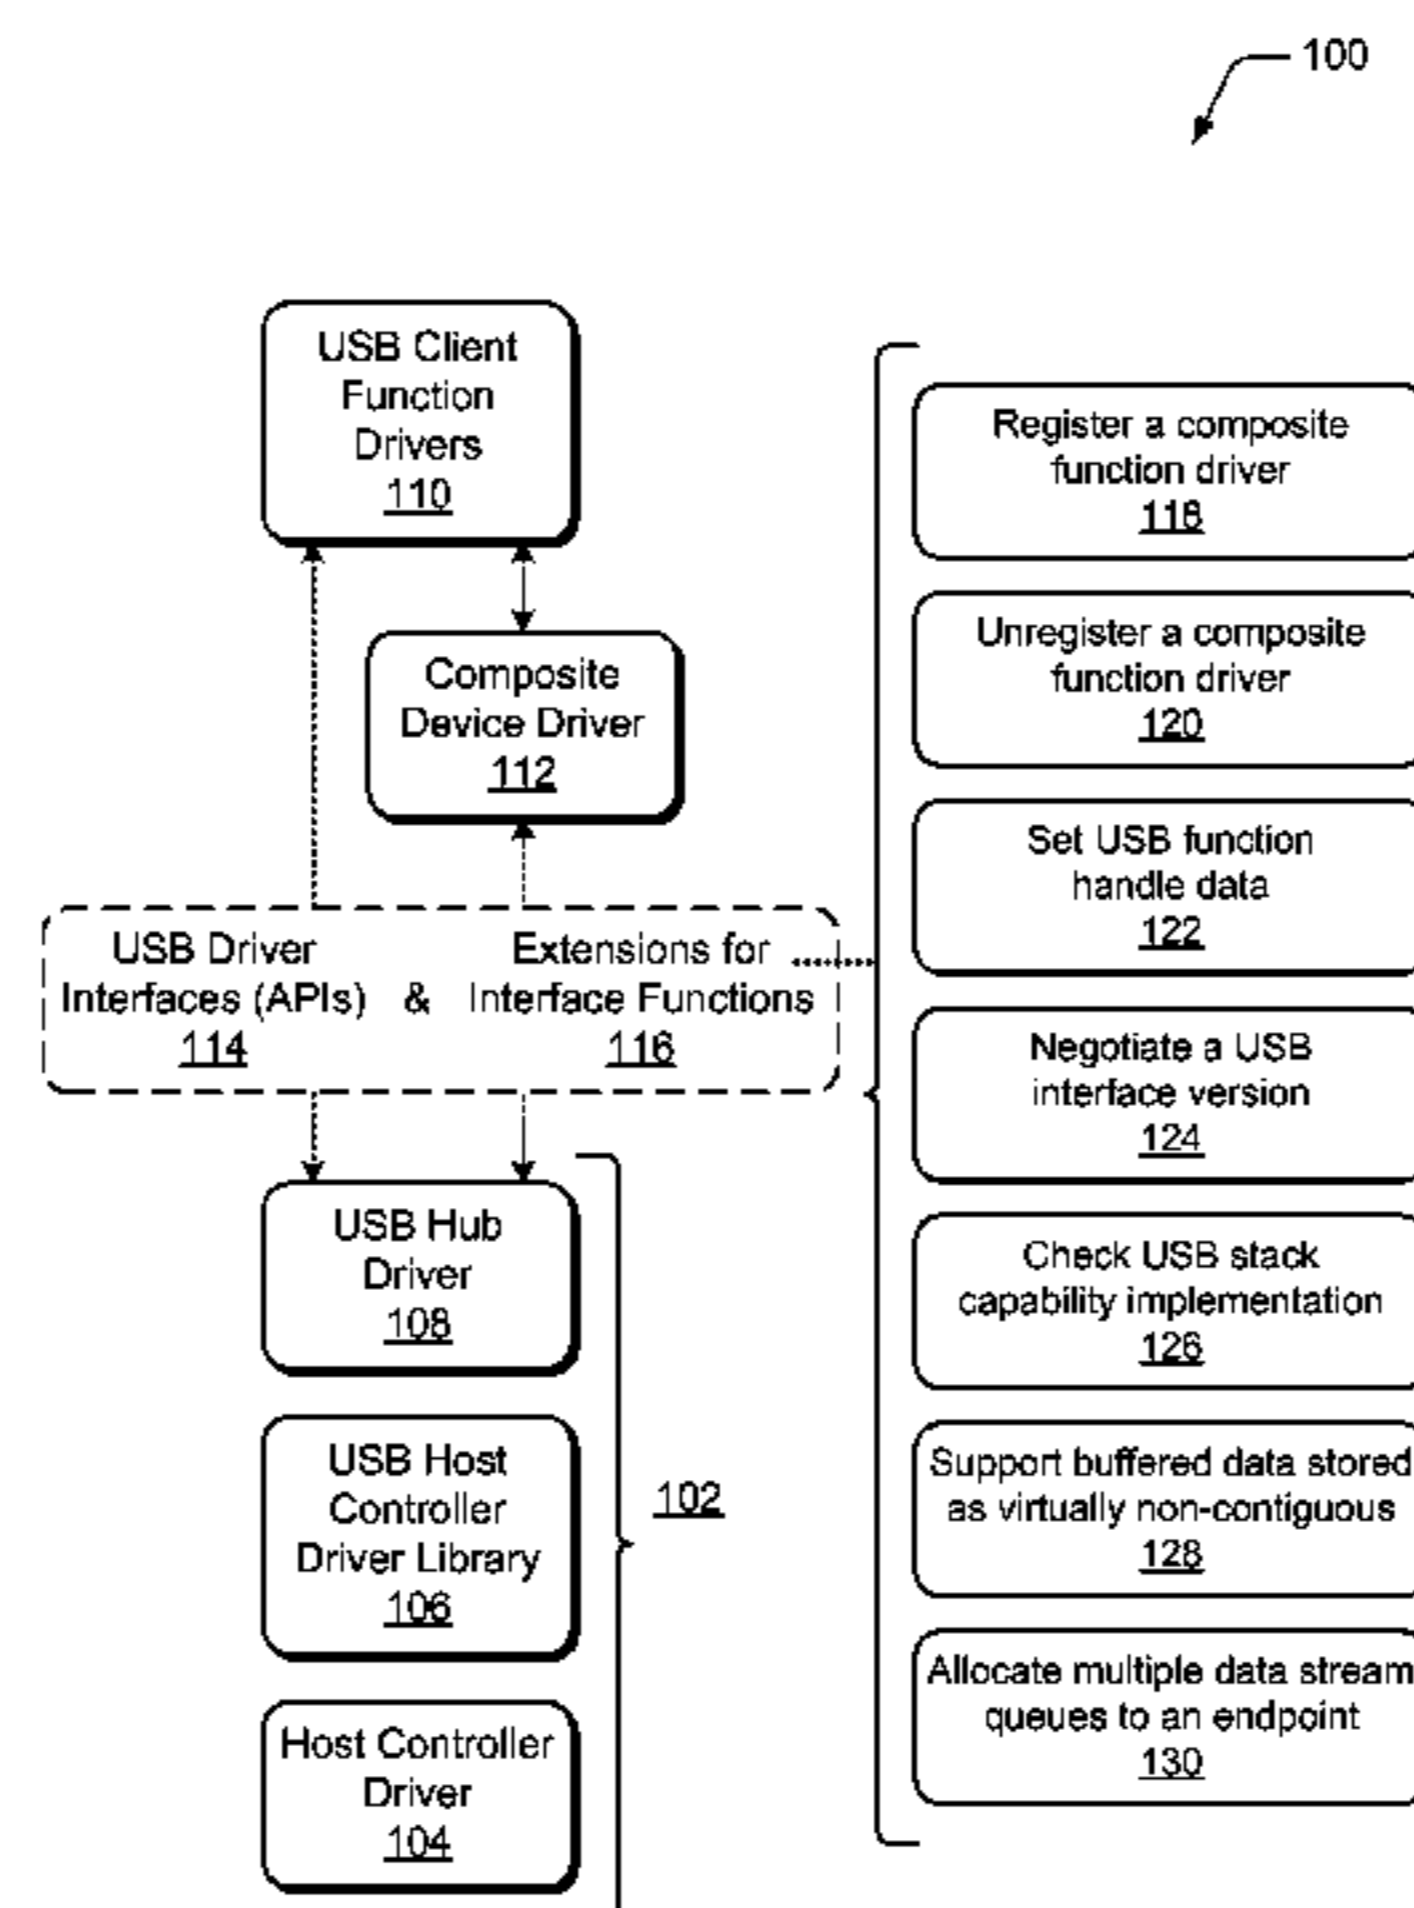 100
USB Client
Function
Drivers
110
Composite
Device Driver
112
USB Driver
Interfaces (APIs)
114
&
Extensions for
Interface Functions
116
USB Hub
Driver
108
USB Host
Controller
Driver Library
106
Host Controller
Driver
104
102
Register a composite
function driver
118
Unregister a composite
function driver
120
Set USB function
handle data
122
Negotiate a USB
interface version
124
Check USB stack
capability implementation
126
Support buffered data stored
as virtually non-contiguous
128
Allocate multiple data stream
queues to an endpoint
130